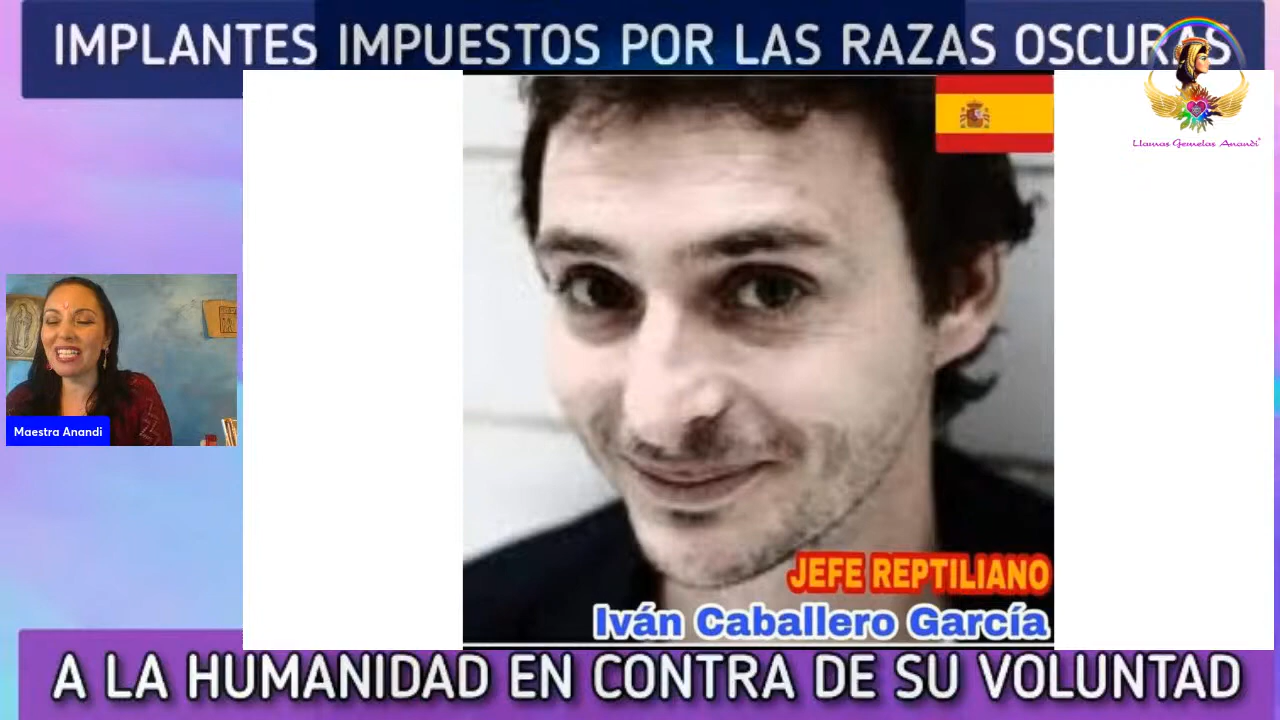 IMPLANTES IMPUESTOS POR LAS RAZAS OSCURAS
Llamas Gemelas Anandi
Maestra Anandi
JEFE REPTILIANO
Iván Caballero García
A LA HUMANIDAD EN CONTRA DE SU VOLUNTAD